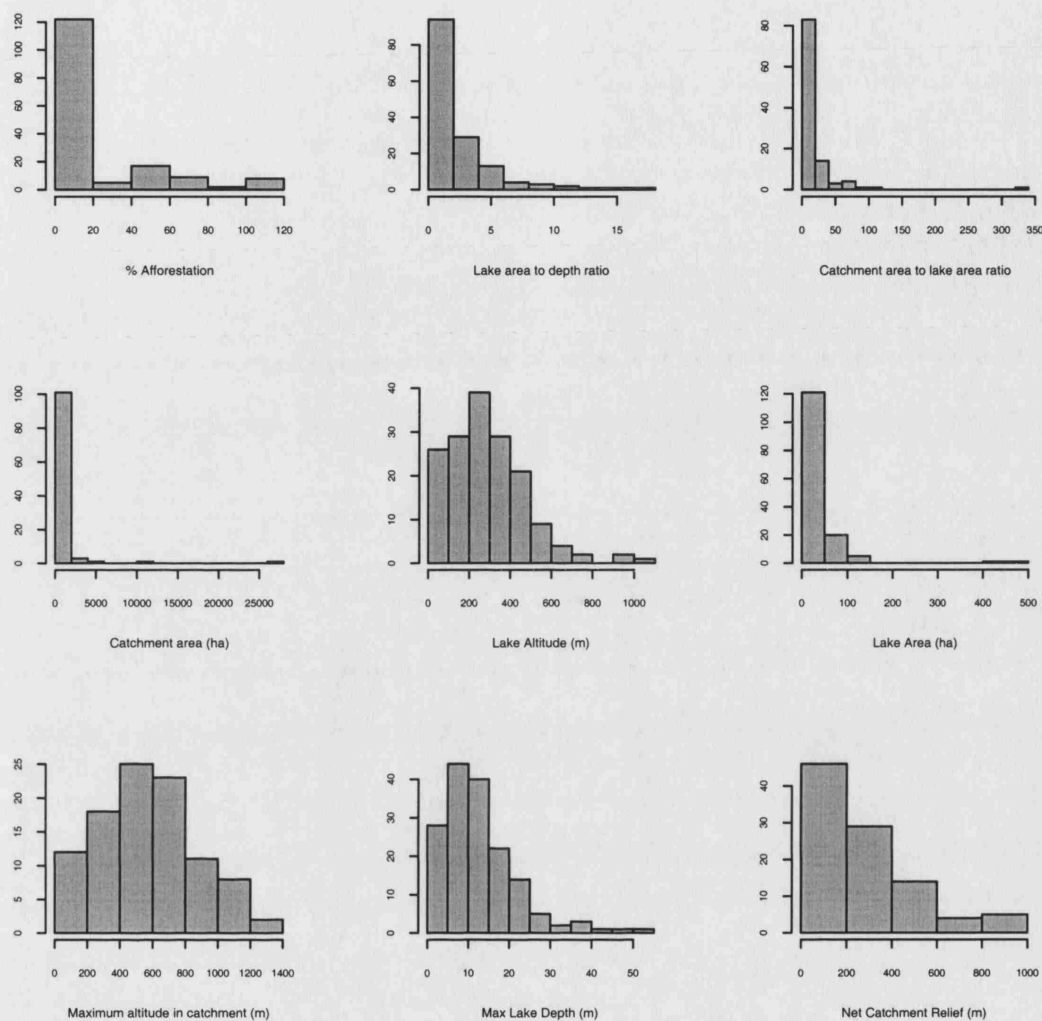 120
100
80
60
40
20
0
0 20 40 60 80 100 120
% Afforestation
80
60
40
20
0
0 5 10 15
Lake area to depth ratio
80
60
40
20
0
0 50 100 150 200 250 300 350
Catchment area to lake area ratio
100
80
60
40
20
0
0 5000 10000 15000 20000 25000
Catchment area (ha)
40
30
20
10
0
0 200 400 600 800 1000
Lake Altitude (m)
120
100
80
60
40
20
0
0 100 200 300 400 500
Lake Area (ha)
25
20
15
10
5
0
0 200 400 600 800 1000 1200 1400
Maximum altitude in catchment (m)
40
30
20
10
0
0 10 20 30 40 50
Max Lake Depth (m)
40
30
20
10
0
0 200 400 600 800 1000
Net Catchment Relief (m)